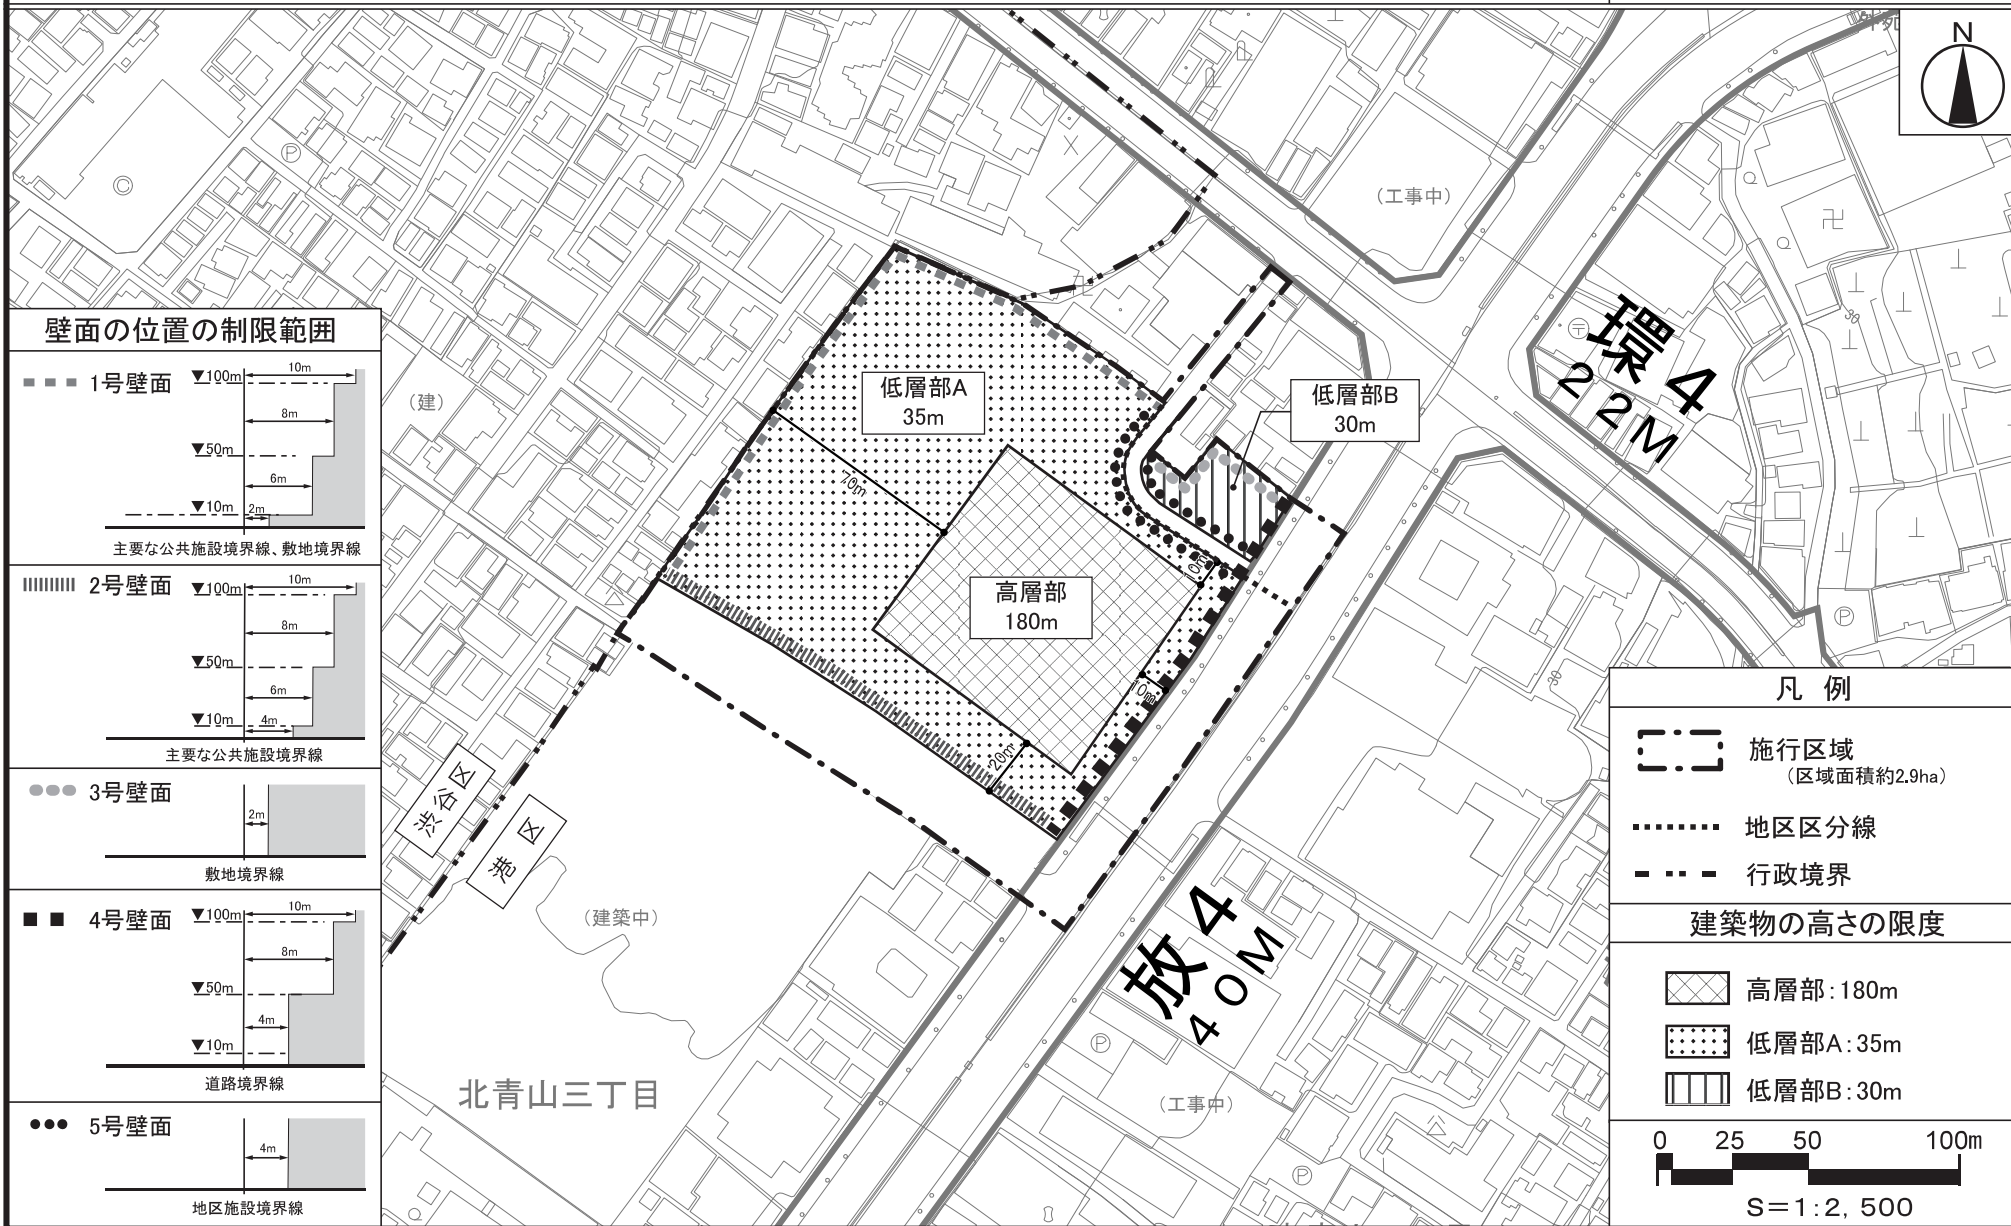 N
壁面の位置の制限範囲
1号壁面
▼100m
10m
8m
▼50m
6m
▼10m
2m
主要な公共施設境界線、敷地境界線
2号壁面
▼100m
10m
8m
▼50m
6m
▼10m
4m
主要な公共施設境界線
3号壁面
2m
敷地境界線
4号壁面
▼100m
10m
8m
▼50m
4m
▼10m
道路境界線
5号壁面
4m
地区施設境界線
(工事中)
(建)
低層部A
35m
低層部B
30m
高層部
180m
70m
10m
10m
20m
環4
22M
30
30
渋谷区
港区
(建築中)
放4
40M
北青山三丁目
(工事中)
P
P
P
P
凡 例
施行区域
(区域面積約2.9ha)
地区区分線
行政境界
建築物の高さの限度
高層部:180m
低層部A:35m
低層部B:30m
0 25 50 100m
S=1:2,500